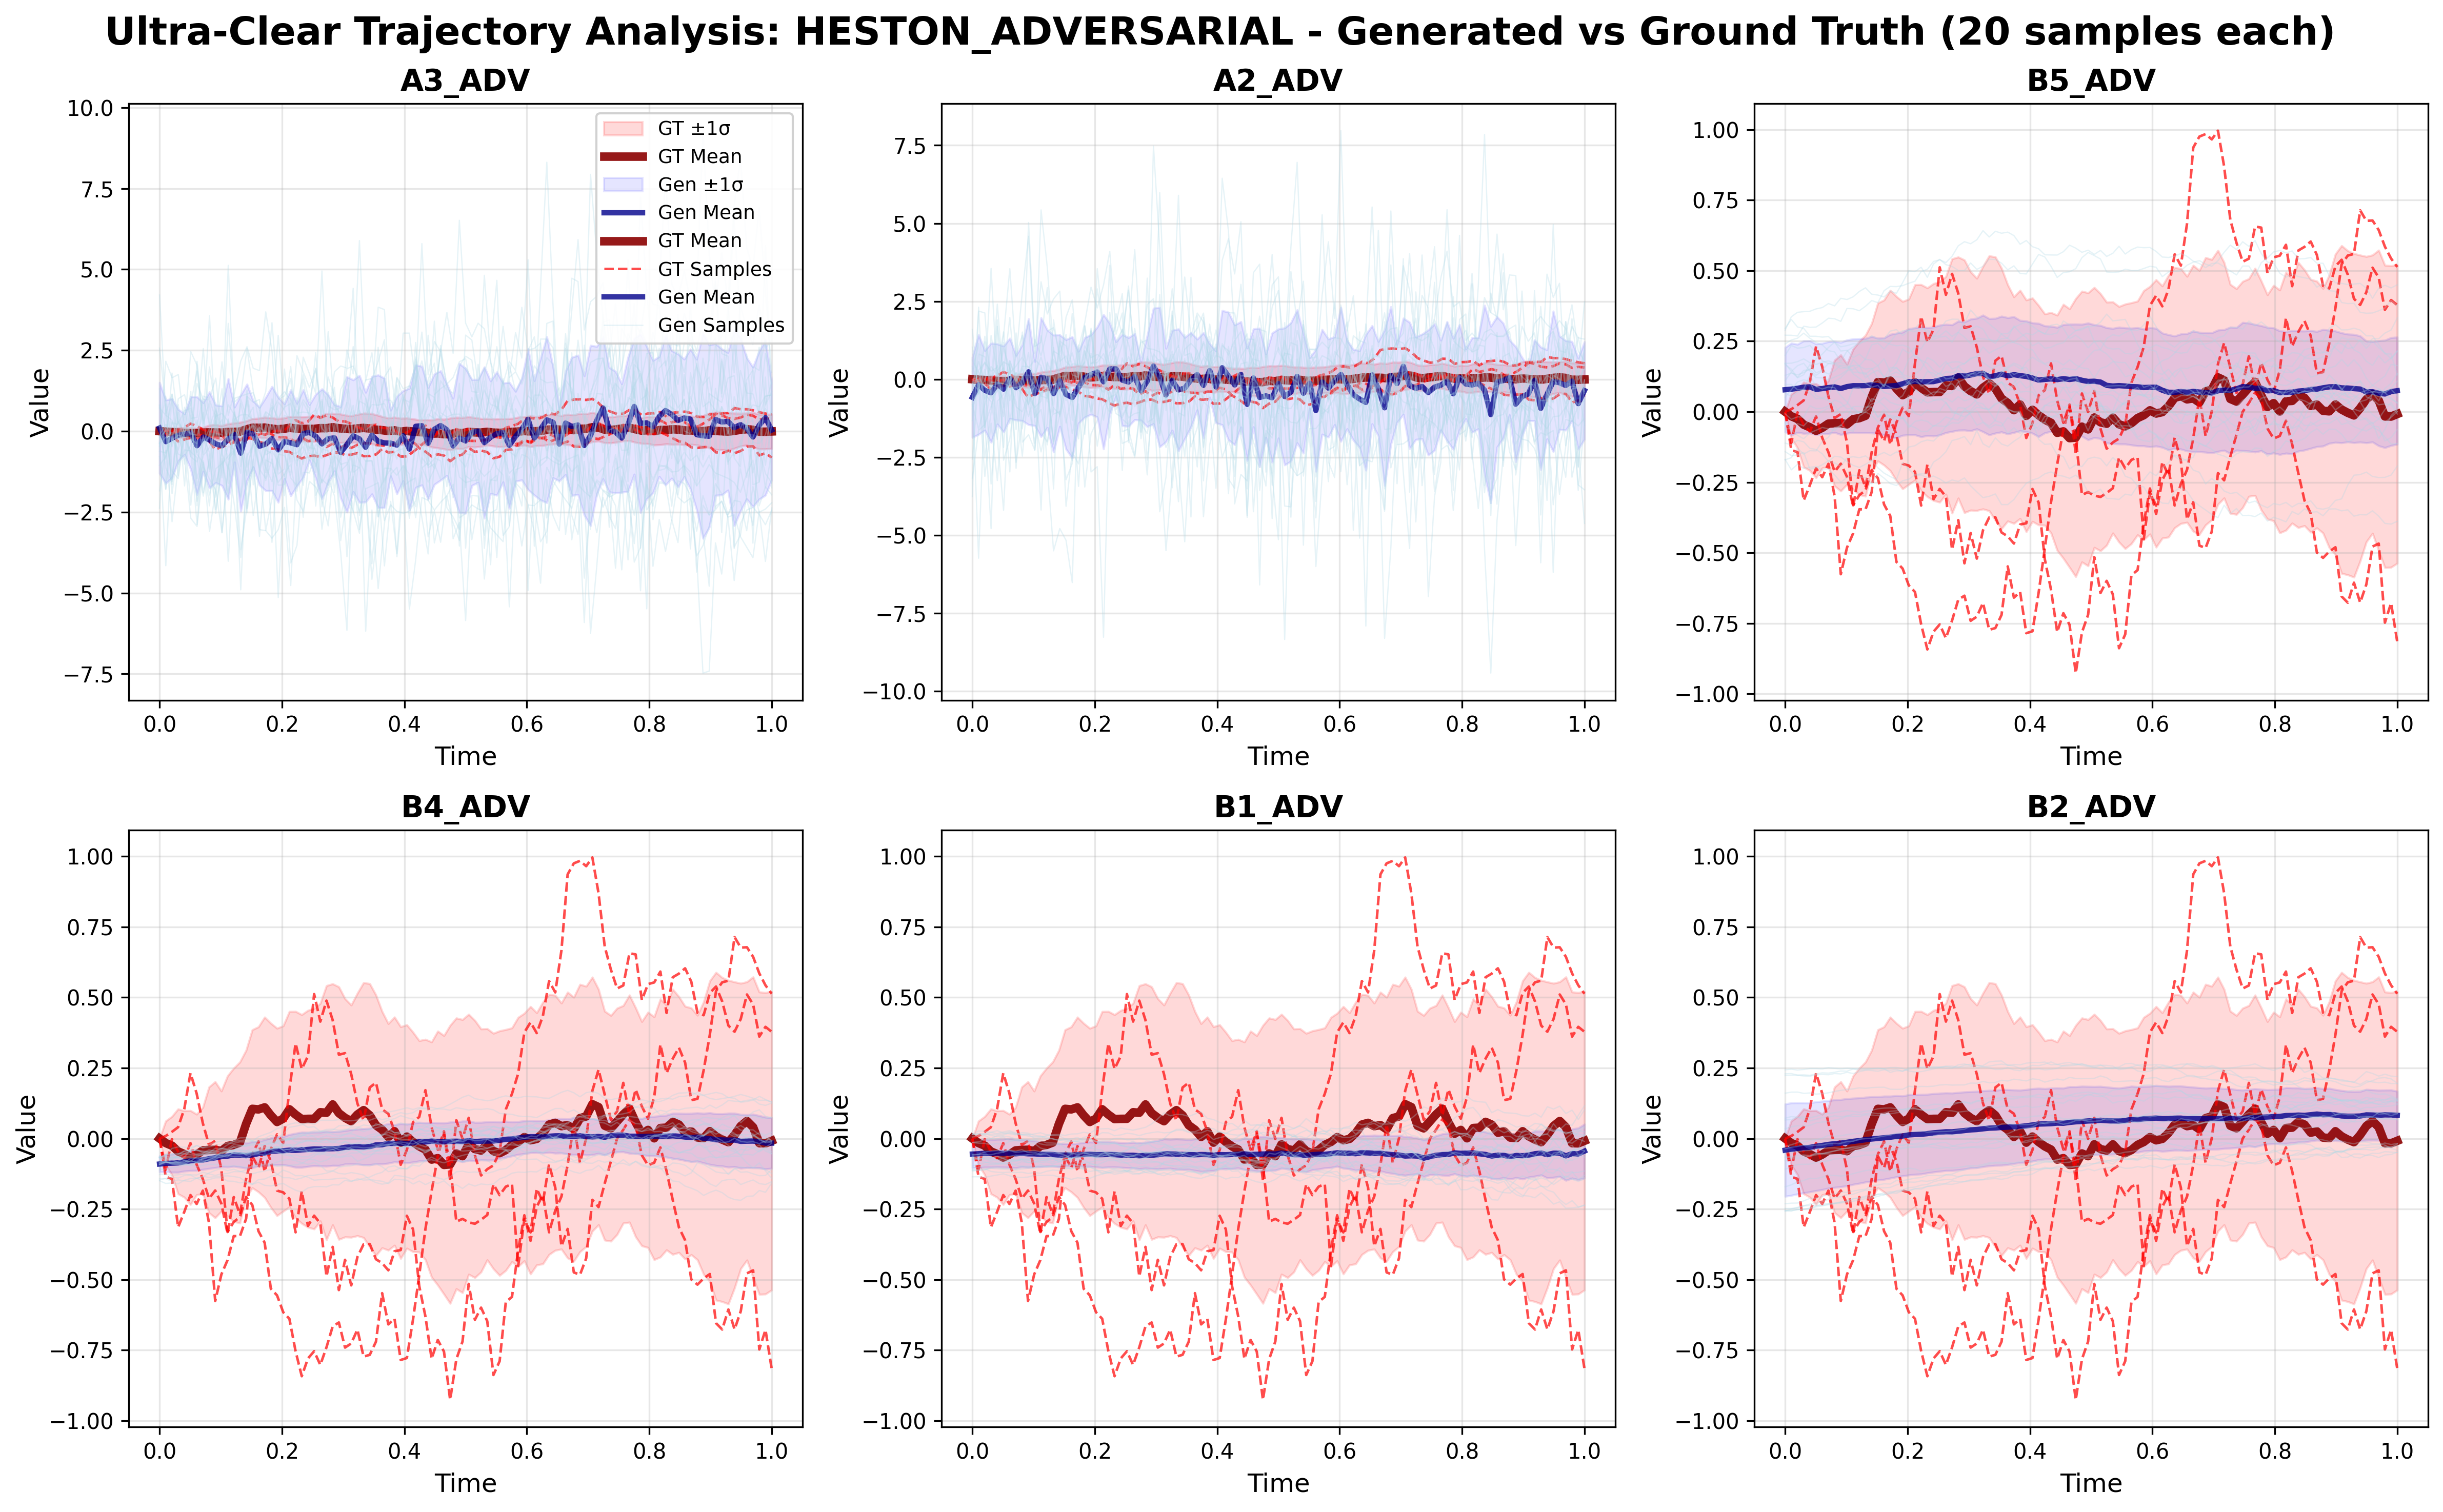 Ultra-Clear Trajectory Analysis: HESTON_ADVERSARIAL - Generated vs Ground Truth (20 samples each)
A3_ADV
10.0
7.5
5.0
2.5
0.0
−2.5
−5.0
−7.5
Value
0.0 0.2 0.4 0.6 0.8 1.0
Time
GT ±1σ
GT Mean
Gen ±1σ
Gen Mean
GT Mean
GT Samples
Gen Mean
Gen Samples
A2_ADV
7.5
5.0
2.5
0.0
−2.5
−5.0
−7.5
−10.0
Value
0.0 0.2 0.4 0.6 0.8 1.0
Time
B5_ADV
1.00
0.75
0.50
0.25
0.00
−0.25
−0.50
−0.75
−1.00
Value
0.0 0.2 0.4 0.6 0.8 1.0
Time
B4_ADV
1.00
0.75
0.50
0.25
0.00
−0.25
−0.50
−0.75
−1.00
Value
0.0 0.2 0.4 0.6 0.8 1.0
Time
B1_ADV
1.00
0.75
0.50
0.25
0.00
−0.25
−0.50
−0.75
−1.00
Value
0.0 0.2 0.4 0.6 0.8 1.0
Time
B2_ADV
1.00
0.75
0.50
0.25
0.00
−0.25
−0.50
−0.75
−1.00
Value
0.0 0.2 0.4 0.6 0.8 1.0
Time